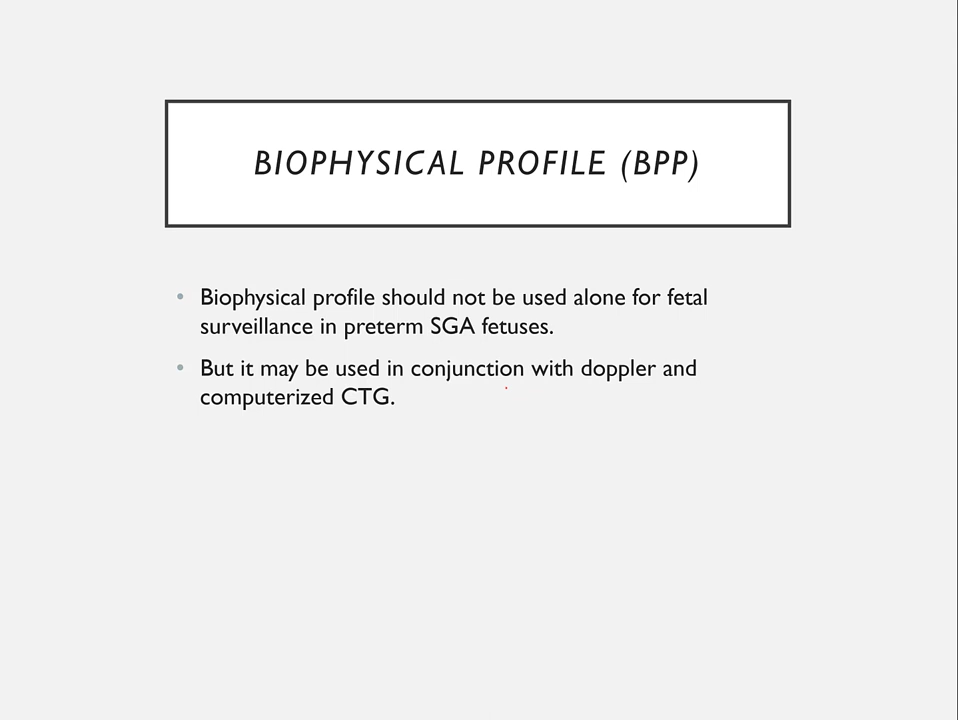 BIOPHYSICAL PROFILE (BPP)
• Biophysical profile should not be used alone for fetal
surveillance in preterm SGA fetuses.
• But it may be used in conjunction with doppler and
computerized CTG.